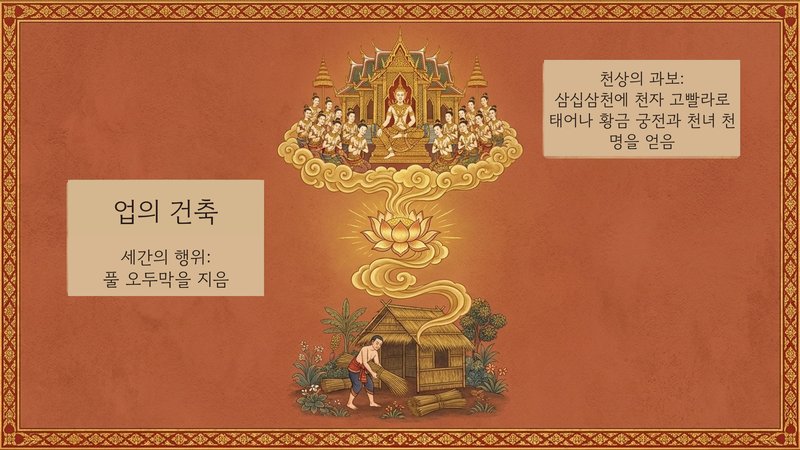 업의 건축
세간의 행위:
풀 오두막을 지음
천상의 과보:
삼십삼천에 천자 고빨라로
태어나 황금 궁전과 천녀 천
명을 얻음